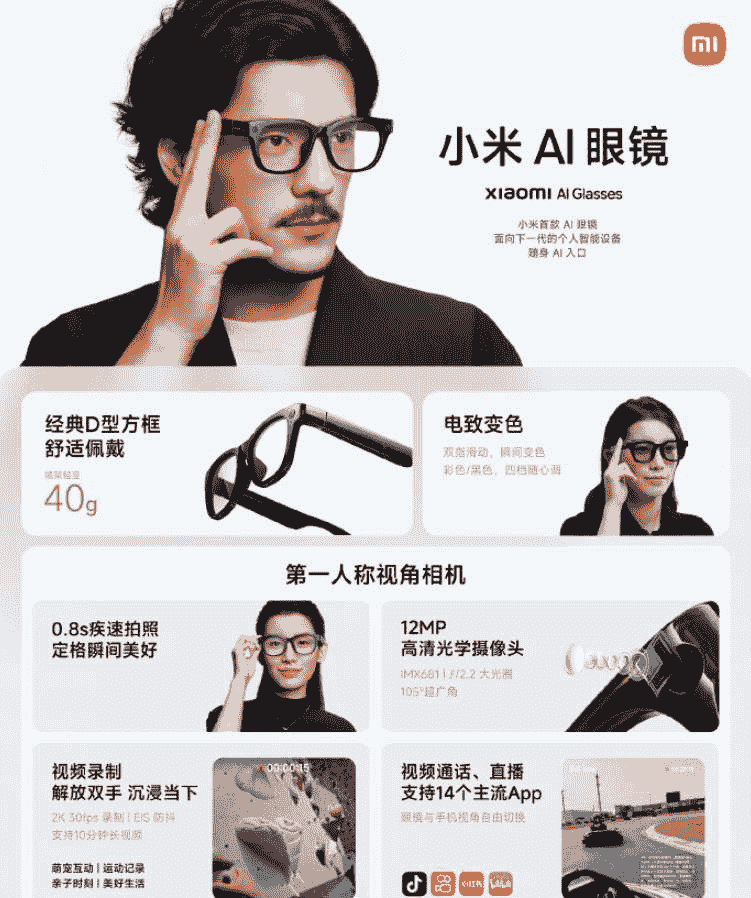 mi
小米 AI 眼镜
xiaomi AI Glasses
小米首款 AI 眼镜
面向下一代的个人智能设备
随身 AI 入口
经典D型方框
舒适佩戴
40g
电致变色
双指滑动，瞬间变色
彩色/黑色，四档随心调
第一人称视角相机
0.8s疾速拍照
定格瞬间美好
12MP
高清光学摄像头
IMX681 | ƒ/2.2 大光圈
105°超广角
视频录制
解放双手 沉浸当下
2K 30fps 录制 | EIS 防抖
支持10分钟长视频
萌宠互动 | 运动记录
亲子时刻 | 美好生活
00:00:15
视频通话、直播
支持14个主流App
眼镜与手机视角自由切换
小红书